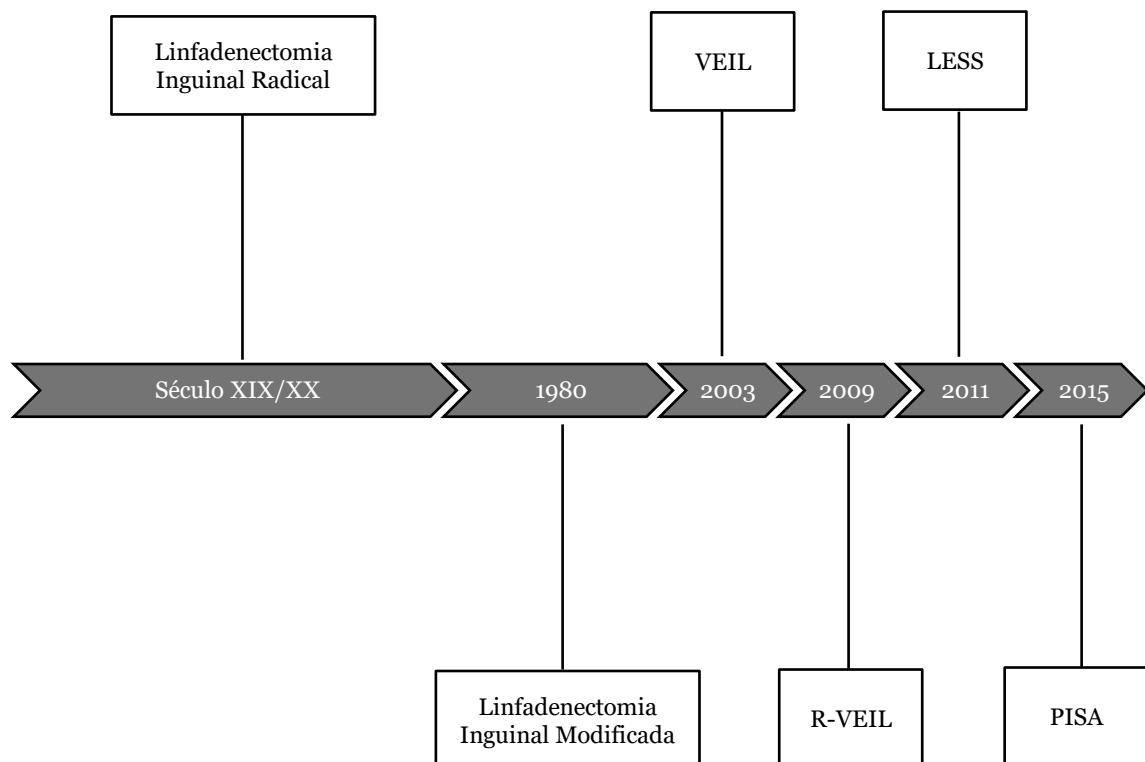 Linfadenectomia
Inguinal Radical
VEIL
LESS
Século XIX/XX
1980
2003
2009
2011
2015
Linfadenectomia
Inguinal Modificada
R-VEIL
PISA